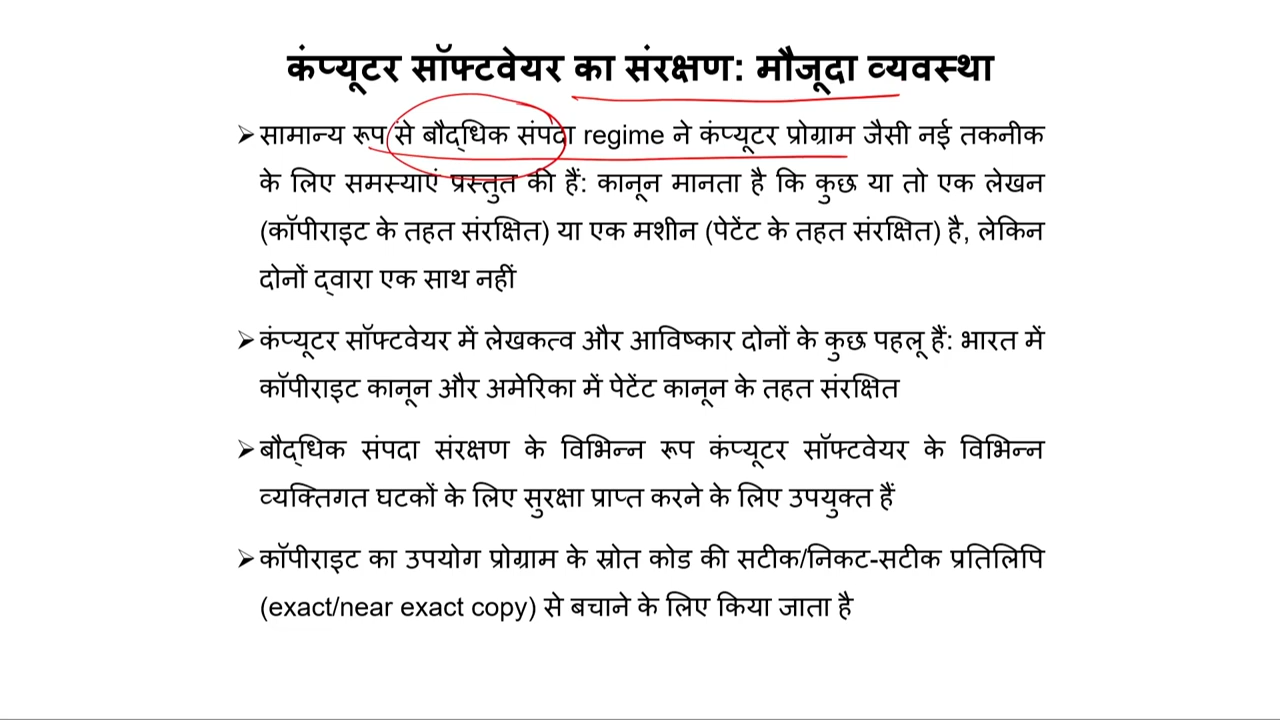 कंप्यूटर सॉफ्टवेयर का संरक्षण: मौजूदा व्यवस्था
➢सामान्य रूप से बौद्धिक संपदा regime ने कंप्यूटर प्रोग्राम जैसी नई तकनीक
के लिए समस्याएं प्रस्तुत की हैं: कानून मानता है कि कुछ या तो एक लेखन
(कॉपीराइट के तहत संरक्षित) या एक मशीन (पेटेंट के तहत संरक्षित) है, लेकिन
दोनों द्वारा एक साथ नहीं
➢कंप्यूटर सॉफ्टवेयर में लेखकत्व और आविष्कार दोनों के कुछ पहलू हैं: भारत में
कॉपीराइट कानून और अमेरिका में पेटेंट कानून के तहत संरक्षित
➢बौद्धिक संपदा संरक्षण के विभिन्न रूप कंप्यूटर सॉफ्टवेयर के विभिन्न
व्यक्तिगत घटकों के लिए सुरक्षा प्राप्त करने के लिए उपयुक्त हैं
➢कॉपीराइट का उपयोग प्रोग्राम के स्रोत कोड की सटीक/निकट-सटीक प्रतिलिपि
(exact/near exact copy) से बचाने के लिए किया जाता है